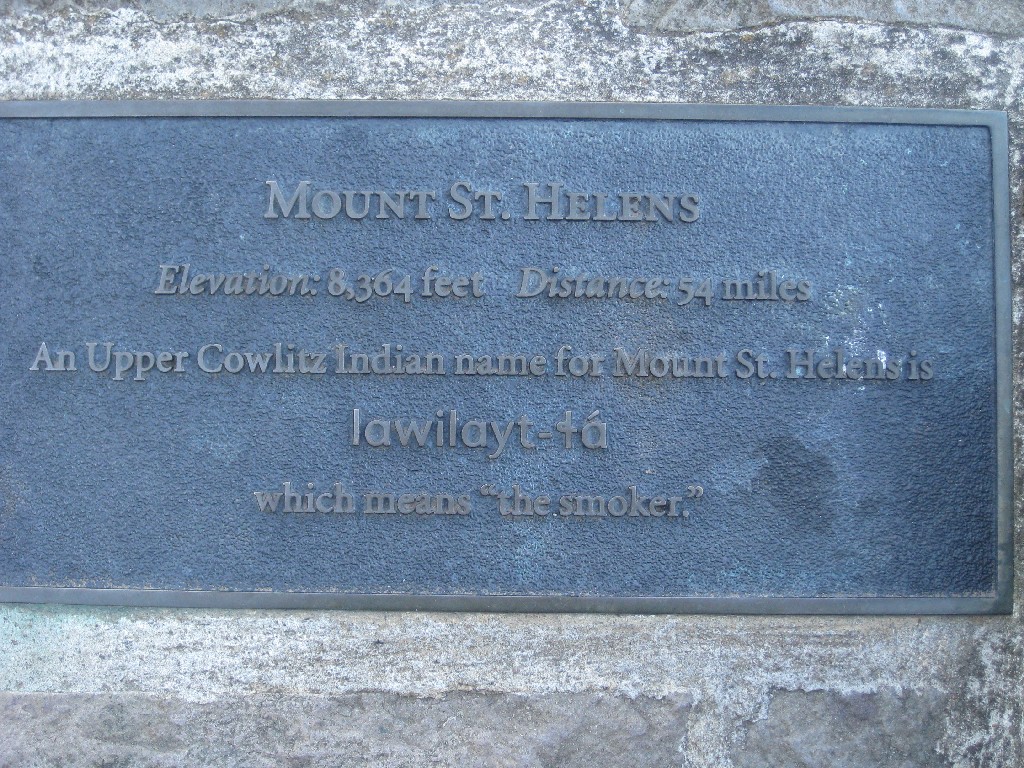 MOUNT ST. HELENS
Elevation: 8,364 feet Distance: 54 miles
An Upper Cowlitz Indian name for Mount St. Helens is
lawilayt-łá
which means “the smoker.”